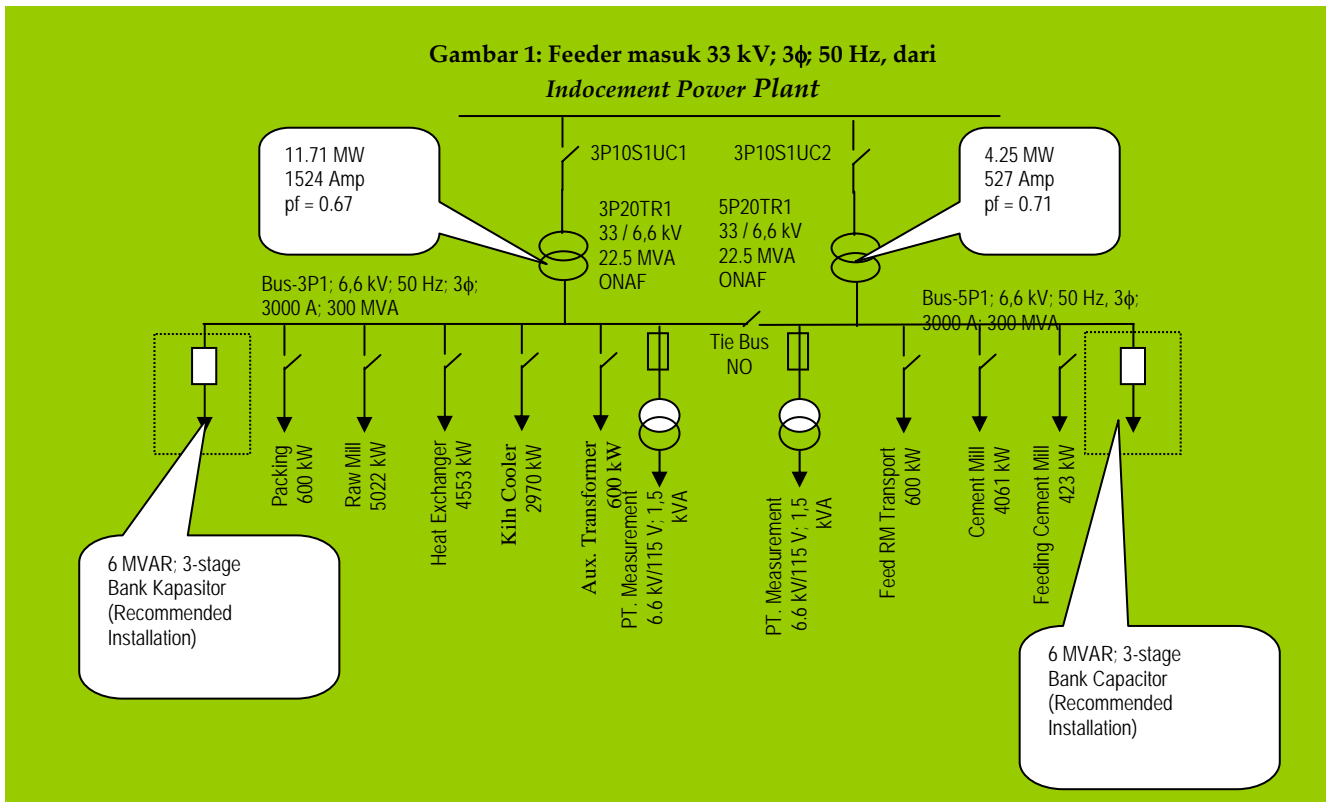 Gambar 1: Feeder masuk 33 kV; 3ϕ; 50 Hz, dari
Indocement Power Plant
11.71 MW
1524 Amp
pf = 0.67
3P10S1UC1
3P10S1UC2
4.25 MW
527 Amp
pf = 0.71
3P20TR1
33 / 6,6 kV
22.5 MVA
ONAF
5P20TR1
33 / 6,6 kV
22.5 MVA
ONAF
Bus-3P1; 6,6 kV; 50 Hz; 3ϕ;
3000 A; 300 MVA
Bus-5P1; 6,6 kV; 50 Hz, 3ϕ;
3000 A; 300 MVA
Tie Bus
NO
Packing
600 kW
Raw Mill
5022 kW
Heat Exchanger
4553 kW
Kiln Cooler
2970 kW
Aux. Transformer
600 kW
PT. Measurement
6.6 kV/115 V; 1,5
kVA
PT. Measurement
6.6 kV/115 V; 1,5
kVA
Feed RM Transport
600 kW
Cement Mill
4061 kW
Feeding Cement Mill
423 kW
6 MVAR; 3-stage
Bank Kapasitor
(Recommended
Installation)
6 MVAR; 3-stage
Bank Capacitor
(Recommended
Installation)